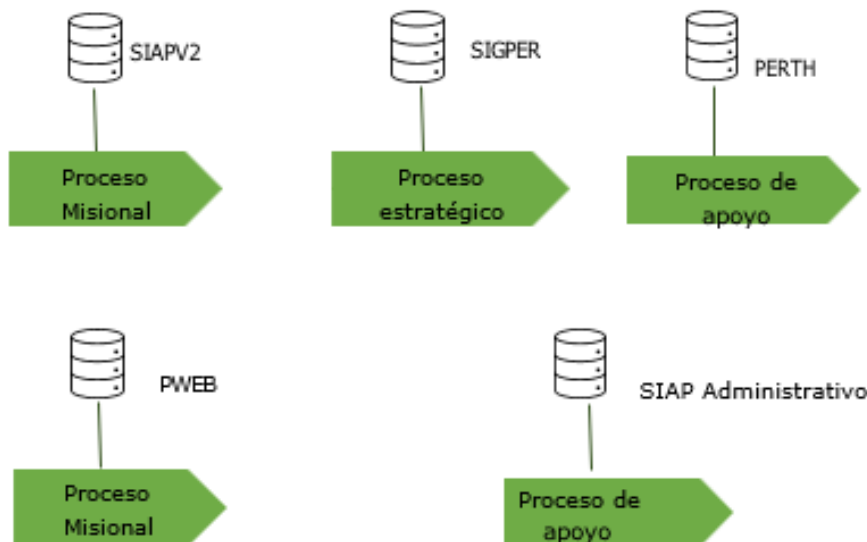 SIAPV2
Proceso
Misional
SIGPER
Proceso
estratégico
PERTH
Proceso de
apoyo
PWEB
Proceso
Misional
SIAP Administrativo
Proceso de
apoyo